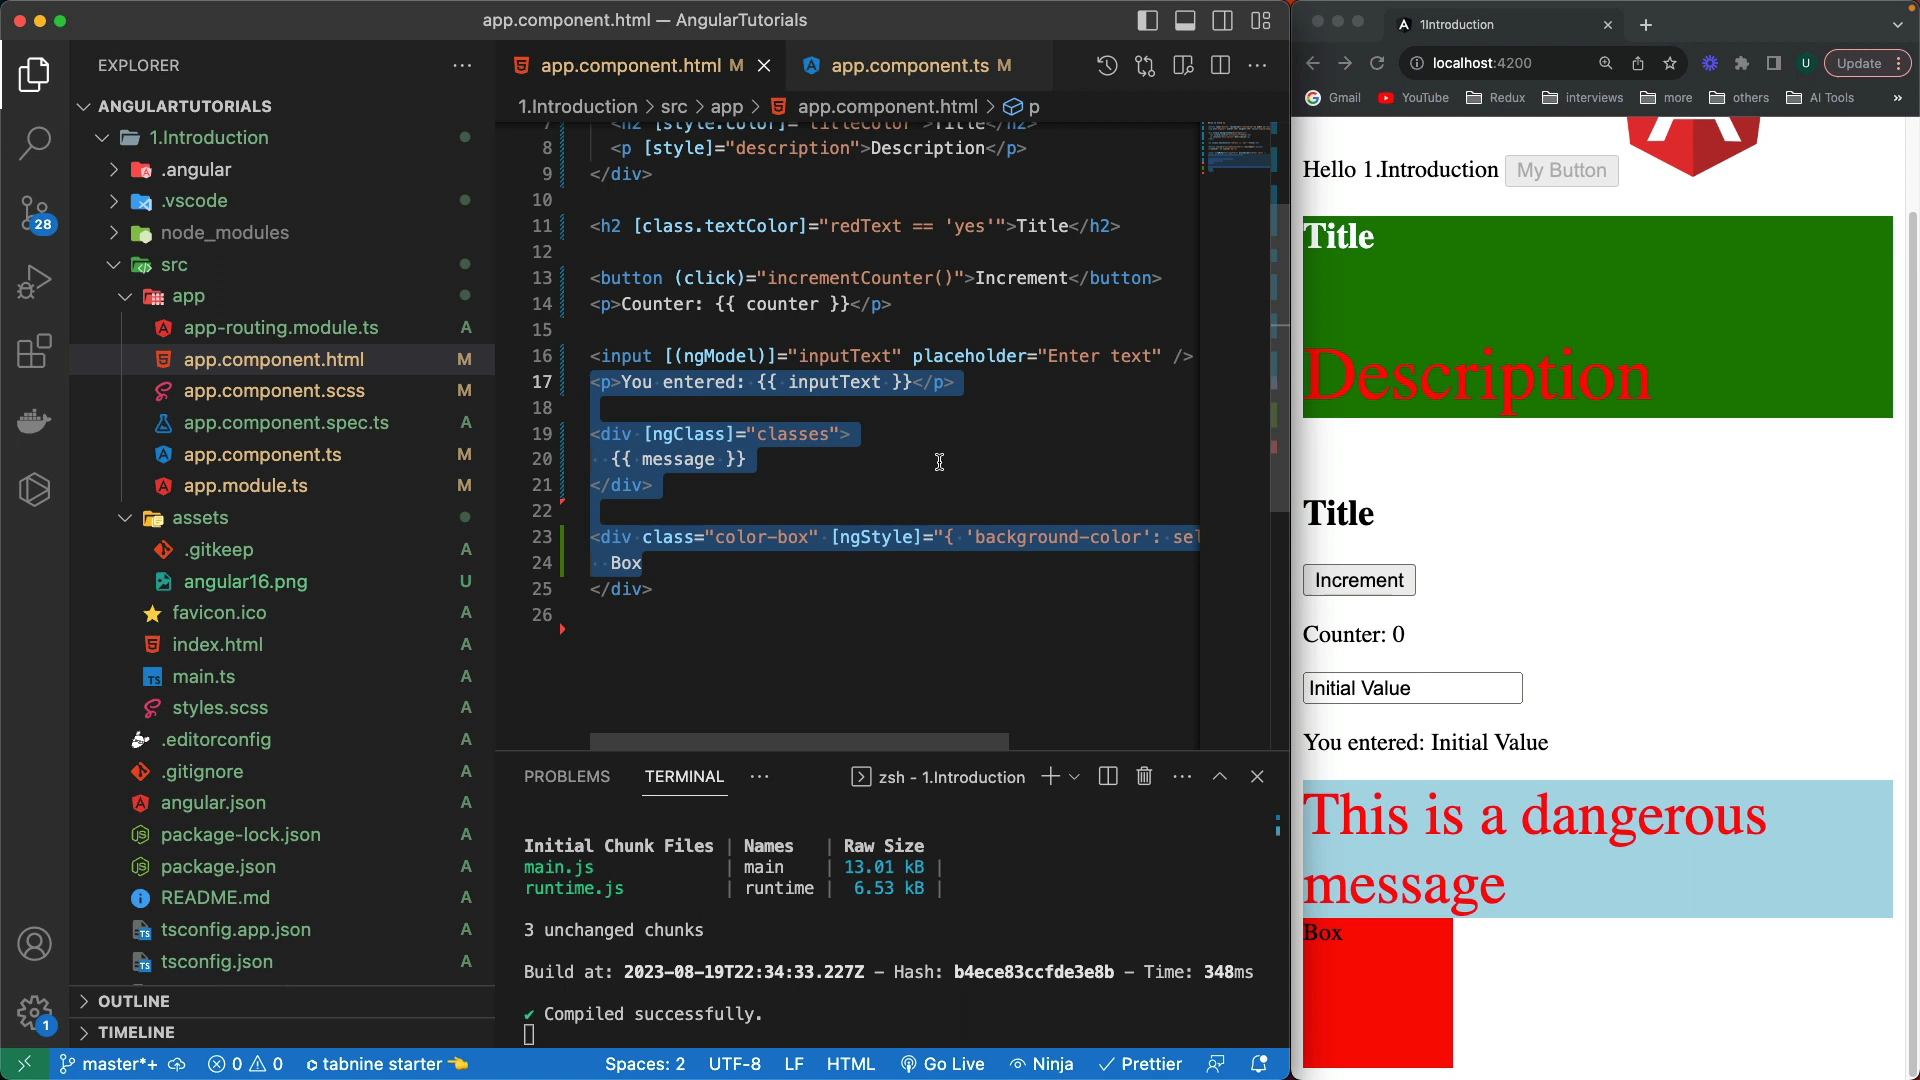 app.component.html — AngularTutorials
EXPLORER
ANGULARTUTORIALS
1.Introduction
.angular
.vscode
node_modules
src
app
app-routing.module.ts A
app.component.html M
app.component.scss M
app.component.spec.ts A
app.component.ts M
app.module.ts M
assets
.gitkeep A
angular16.png U
favicon.ico A
index.html A
main.ts A
styles.scss A
.editorconfig A
.gitignore A
angular.json A
package-lock.json A
package.json A
README.md A
tsconfig.app.json A
tsconfig.json A
OUTLINE
TIMELINE
28
1
app.component.html M
app.component.ts M
1.Introduction > src > app > app.component.html > p
7 <h2 [style.color]="titleColor">Title</h2>
8 <p [style]="description">Description</p>
9 </div>
10
11 <h2 [class.textColor]="redText == 'yes'">Title</h2>
12
13 <button (click)="incrementCounter()">Increment</button>
14 <p>Counter: {{ counter }}</p>
15
16 <input [(ngModel)]="inputText" placeholder="Enter text" />
17 <p>You entered: {{ inputText }}</p>
18
19 <div [ngClass]="classes">
20 {{ message }}
21 </div>
22
23 <div class="color-box" [ngStyle]="{ 'background-color': sel
24 Box
25 </div>
26
PROBLEMS TERMINAL
zsh - 1.Introduction
Initial Chunk Files | Names | Raw Size
main.js | main | 13.01 kB |
runtime.js | runtime | 6.53 kB |
3 unchanged chunks
Build at: 2023-08-19T22:34:33.227Z - Hash: b4ece83ccfde3e8b - Time: 348ms
✔ Compiled successfully.
master*+ 0 0 tabnine starter Spaces: 2 UTF-8 LF HTML Go Live Ninja Prettier
1Introduction
localhost:4200
U
Update
Gmail YouTube Redux interviews more others AI Tools »
Hello 1.Introduction My Button
Title
Description
Title
Increment
Counter: 0
Initial Value
You entered: Initial Value
This is a dangerous
message
Box